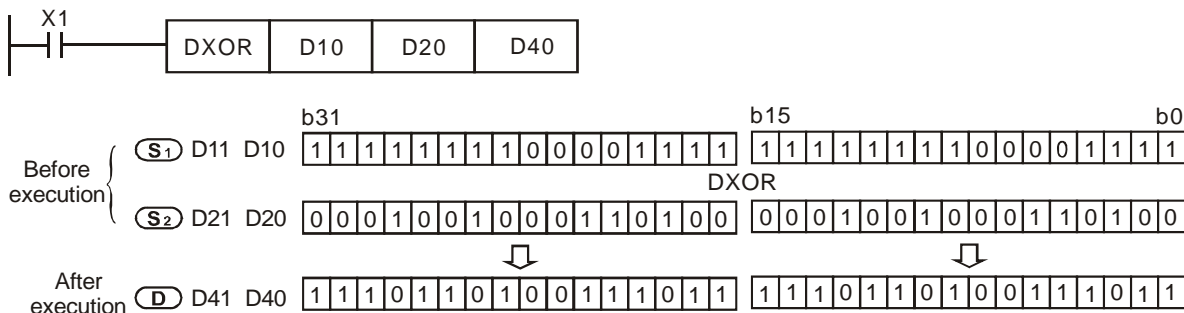 X1
DXOR D10 D20 D40
b31 b15 b0
Before execution
S1 D11 D10 1 1 1 1 1 1 1 1 0 0 0 0 1 1 1 1 1 1 1 1 1 1 1 1 0 0 0 0 1 1 1 1
DXOR
S2 D21 D20 0 0 0 1 0 0 1 0 0 0 1 1 0 1 0 0 0 0 0 1 0 0 1 0 0 0 1 1 0 1 0 0
After execution
D D41 D40 1 1 1 0 1 1 0 1 0 0 1 1 1 0 1 1 1 1 1 0 1 1 0 1 0 0 1 1 1 0 1 1